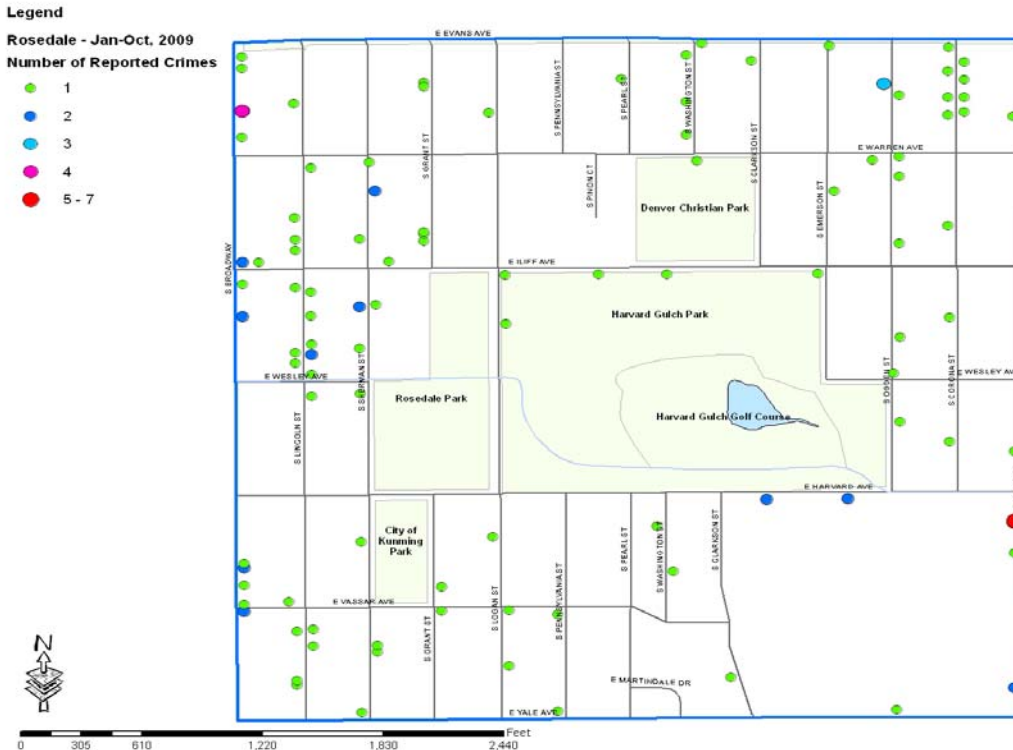 Legend
Rosedale - Jan-Oct, 2009
Number of Reported Crimes
1
2
3
4
5 - 7
E EVANS AVE
S PENNSYLVANIA ST
S PEARL ST
S WASHINGTON ST
S GRANT ST
S CLARKSON ST
E WARREN AVE
S PINON CT
Denver Christian Park
S EMERSON ST
S BROADWAY
E ILIFF AVE
Harvard Gulch Park
E WESLEY AVE
S SHERMAN ST
S OGDEN ST
S CORONA ST
E WESLEY AV
Rosedale Park
Harvard Gulch Golf Course
S LINCOLN ST
E HARVARD AVE
City of
Kunming
Park
S PEARL ST
S WASHINGTON ST
S CLARKSON ST
E VASSAR AVE
S GRANT ST
S LOGAN ST
S PENNSYLVANIA ST
E MARTINDALE DR
E YALE AVE
N
Feet
0 305 610 1,220 1,830 2,440